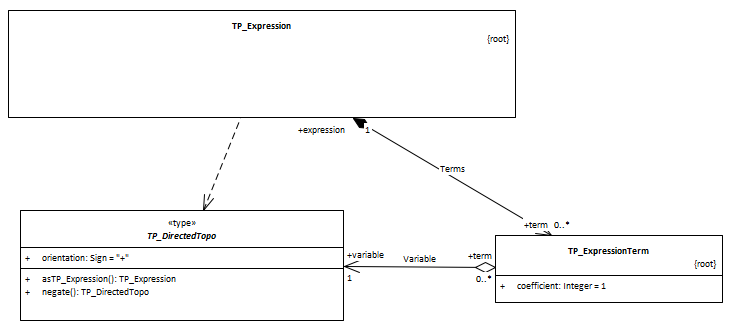 TP_Expression
{root}
+expression 1
Terms
+term 0..*
«type»
TP_DirectedTopo
+ orientation: Sign = "+"
+ asTP_Expression(): TP_Expression
+ negate(): TP_DirectedTopo
+variable
1
Variable
+term
0..*
TP_ExpressionTerm
{root}
+ coefficient: Integer = 1